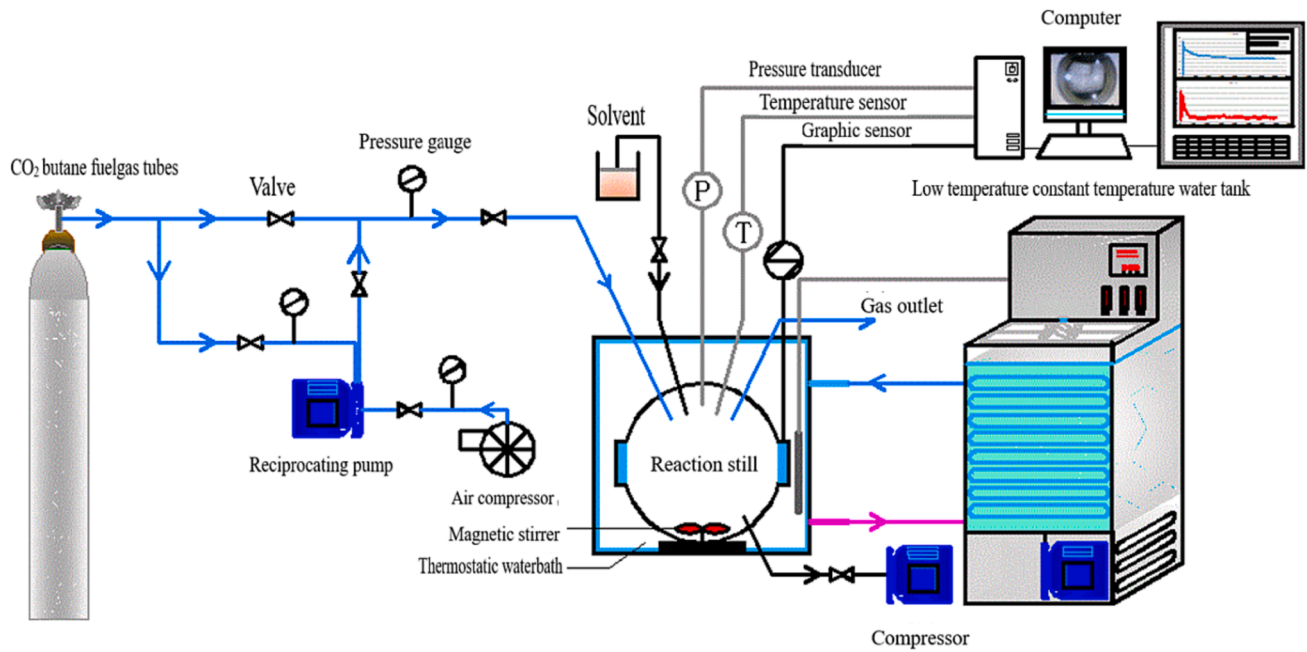 Computer
Pressure transducer
Temperature sensor
Graphic sensor
Solvent
Pressure gauge
CO2 butane fuelgas tubes
Valve
Low temperature constant temperature water tank
P
T
Gas outlet
Reaction still
Reciprocating pump
Air compressor
Magnetic stirrer
Thermostatic waterbath
Compressor